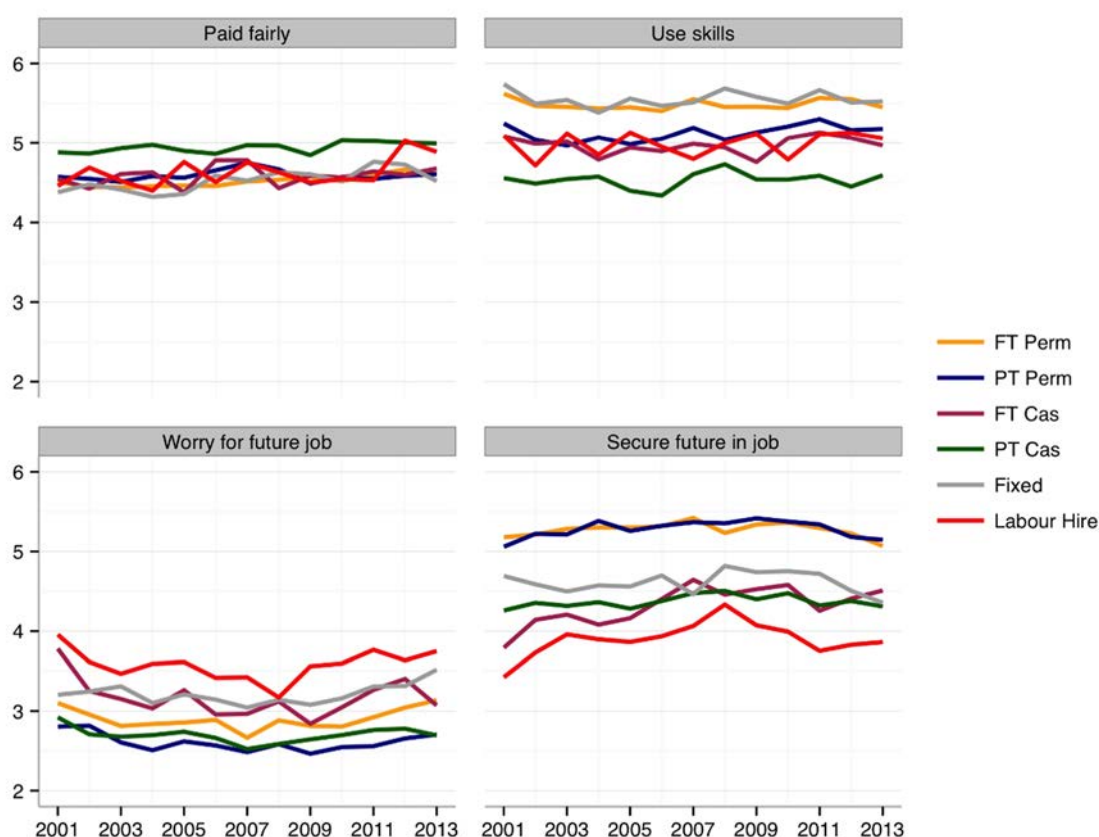 Paid fairly
Use skills
6
5
4
3
2
Worry for future job
Secure future in job
6
5
4
3
2
2001 2003 2005 2007 2009 2011 2013
2001 2003 2005 2007 2009 2011 2013
FT Perm
PT Perm
FT Cas
PT Cas
Fixed
Labour Hire